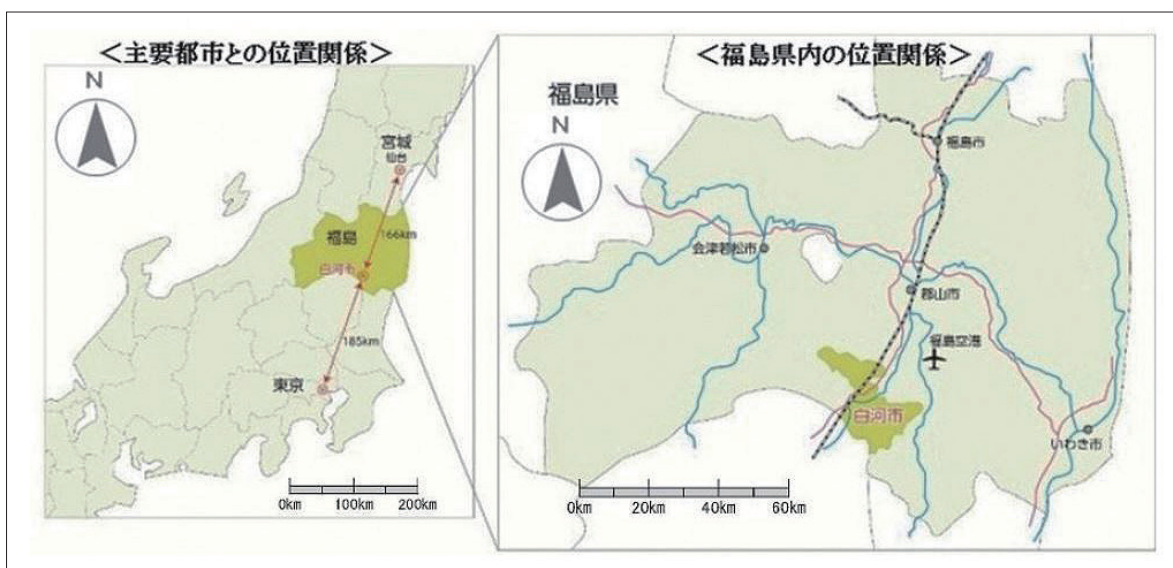 ＜主要都市との位置関係＞
N
宮城
仙台
福島
166km
白河市
185km
東京
0km
100km
200km
＜福島県内の位置関係＞
福島県
N
福島市
会津若松市
郡山市
福島空港
白河市
いわき市
0km
20km
40km
60km